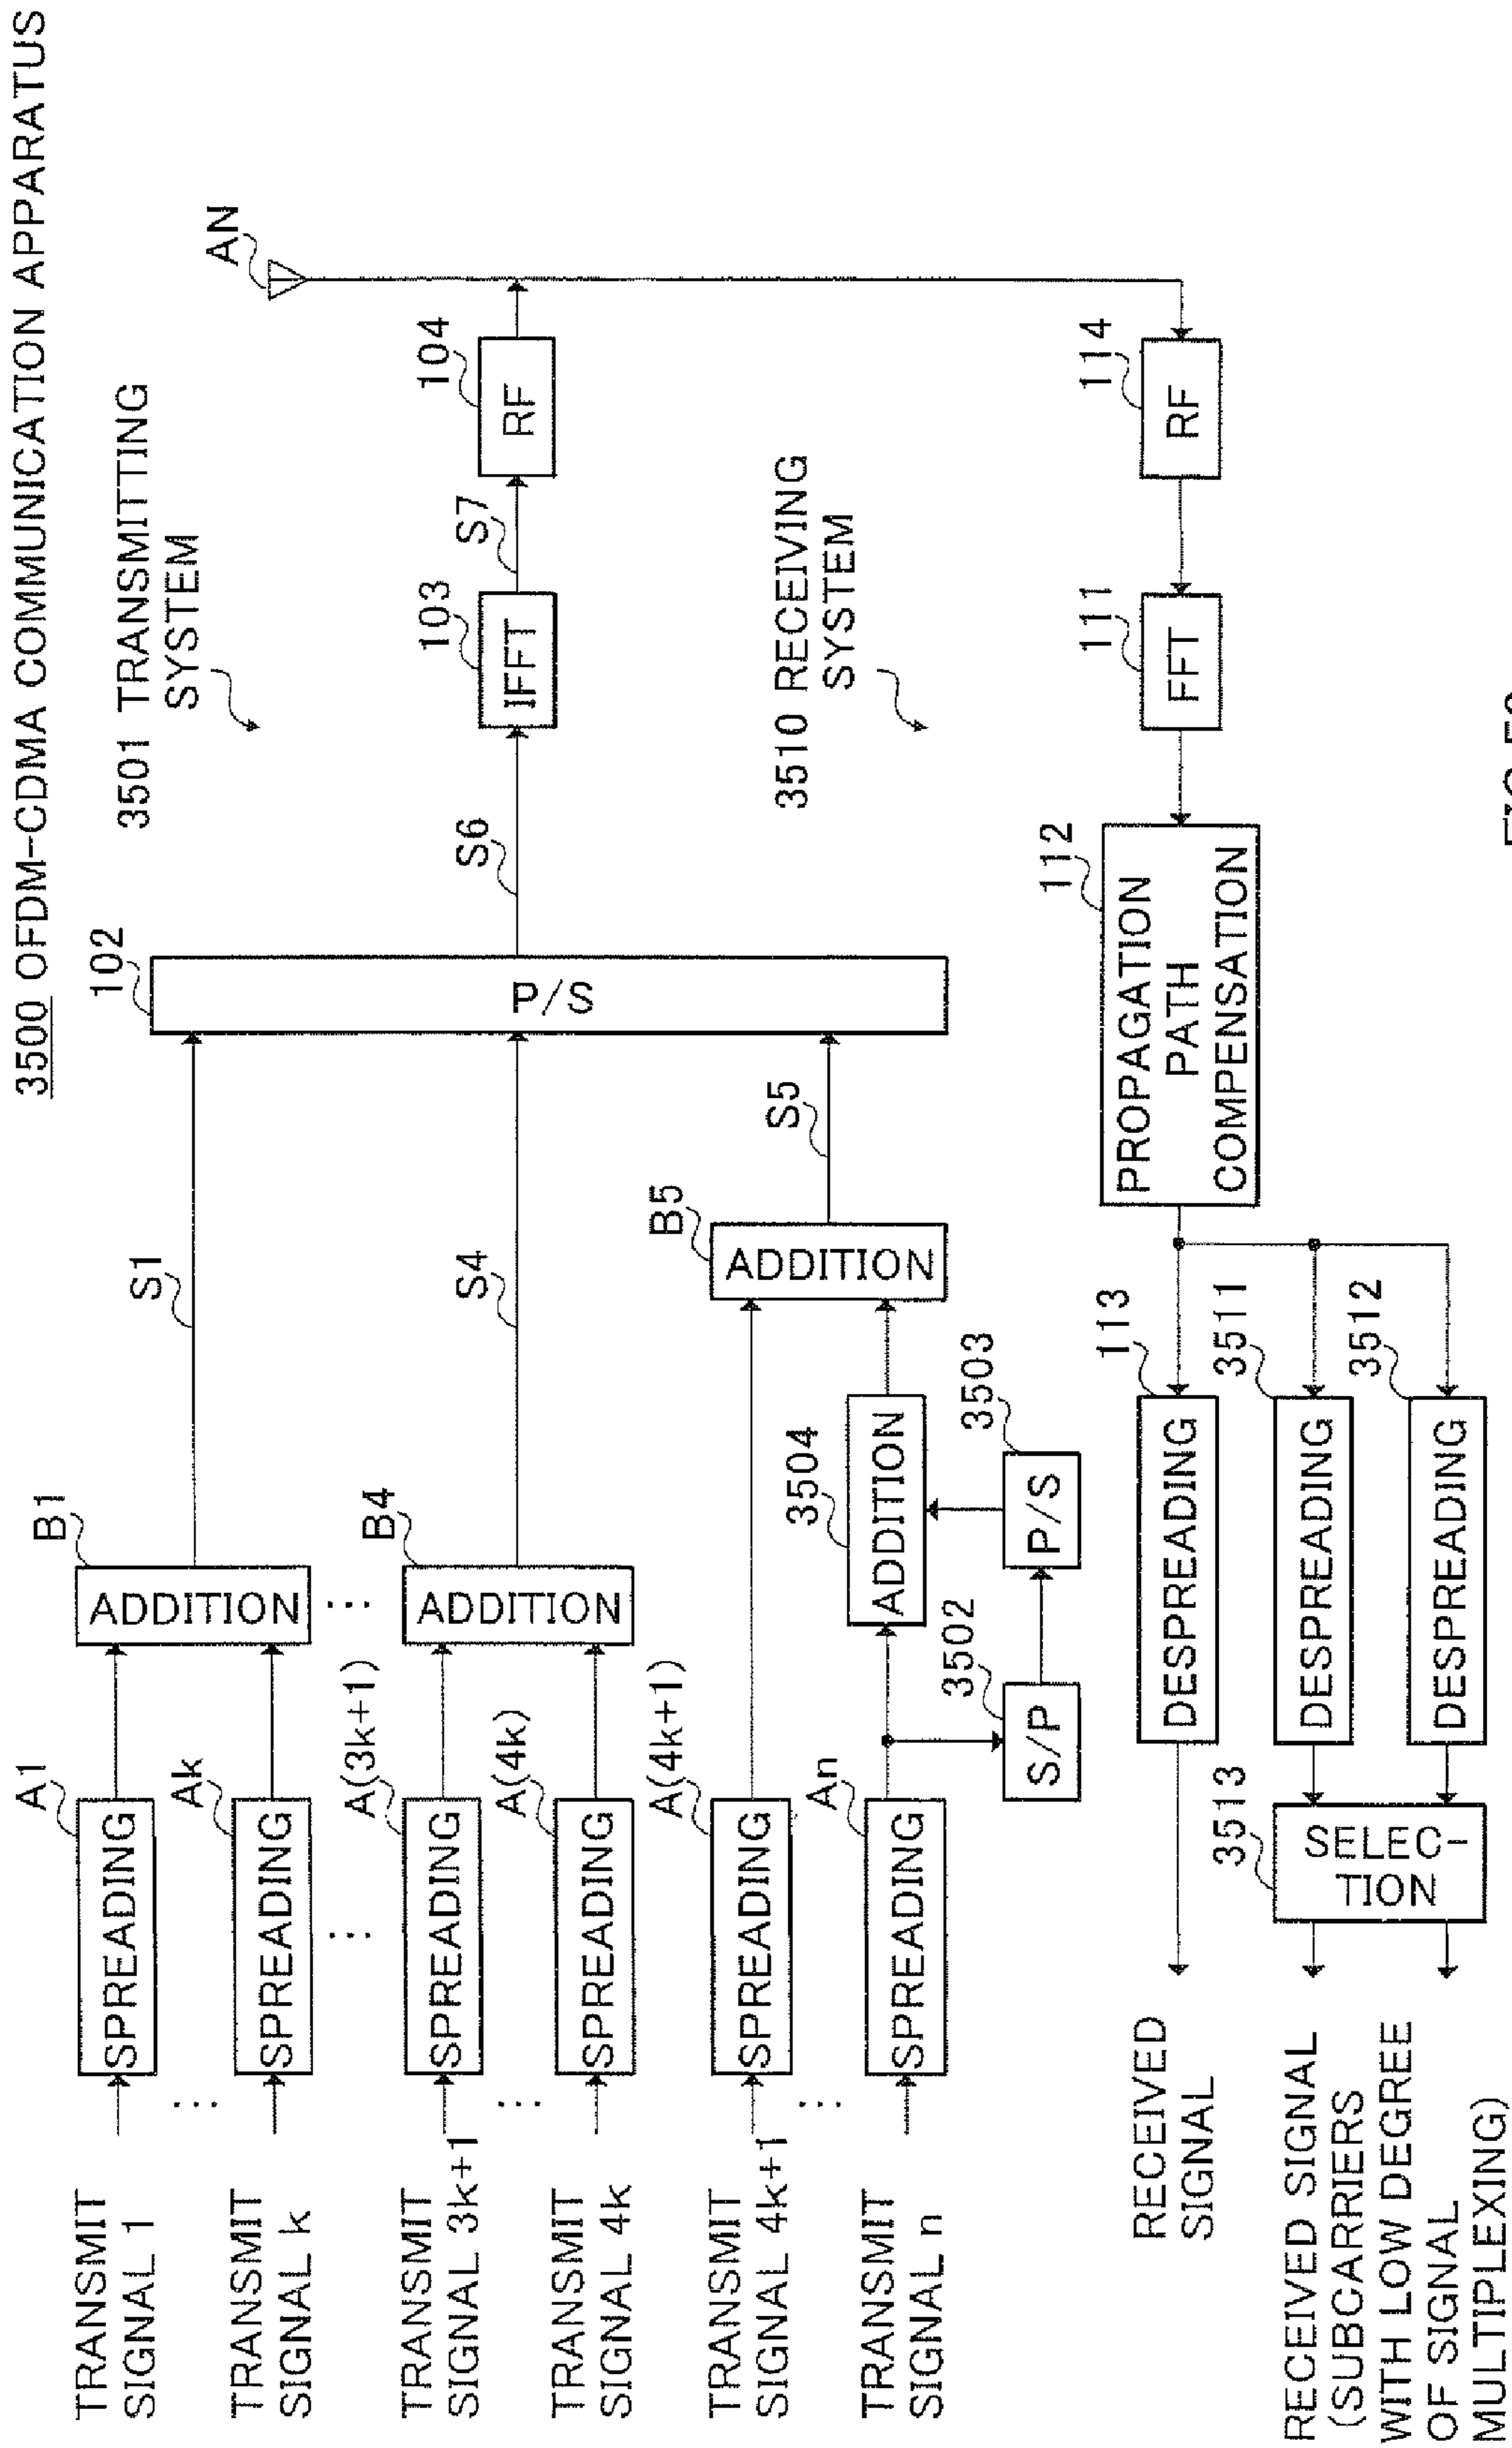 3500 OFDM-CDMA COMMUNICATION APPARATUS
3501 TRANSMITTING
SYSTEM
AN
TRANSMIT
SIGNAL 1
SPREADING
A1
ADDITION
B1
S1
102
P/S
...
TRANSMIT
SIGNAL k
SPREADING
Ak
...
...
TRANSMIT
SIGNAL 3k+1
SPREADING
A(3k+1)
ADDITION
B4
S4
S6
IFFT
103
S7
RF
104
...
TRANSMIT
SIGNAL 4k
SPREADING
A(4k)
TRANSMIT
SIGNAL 4k+1
SPREADING
A(4k+1)
ADDITION
B5
S5
...
TRANSMIT
SIGNAL n
SPREADING
An
ADDITION
3504
S/P
3502
P/S
3503
3510 RECEIVING
SYSTEM
RECEIVED
SIGNAL
DESPREADING
113
PROPAGATION
PATH
COMPENSATION
112
FFT
111
RF
114
RECEIVED SIGNAL
(SUBCARRIERS
WITH LOW DEGREE
OF SIGNAL
MULTIPLEXING)
SELEC-
TION
3513
DESPREADING
3511
DESPREADING
3512